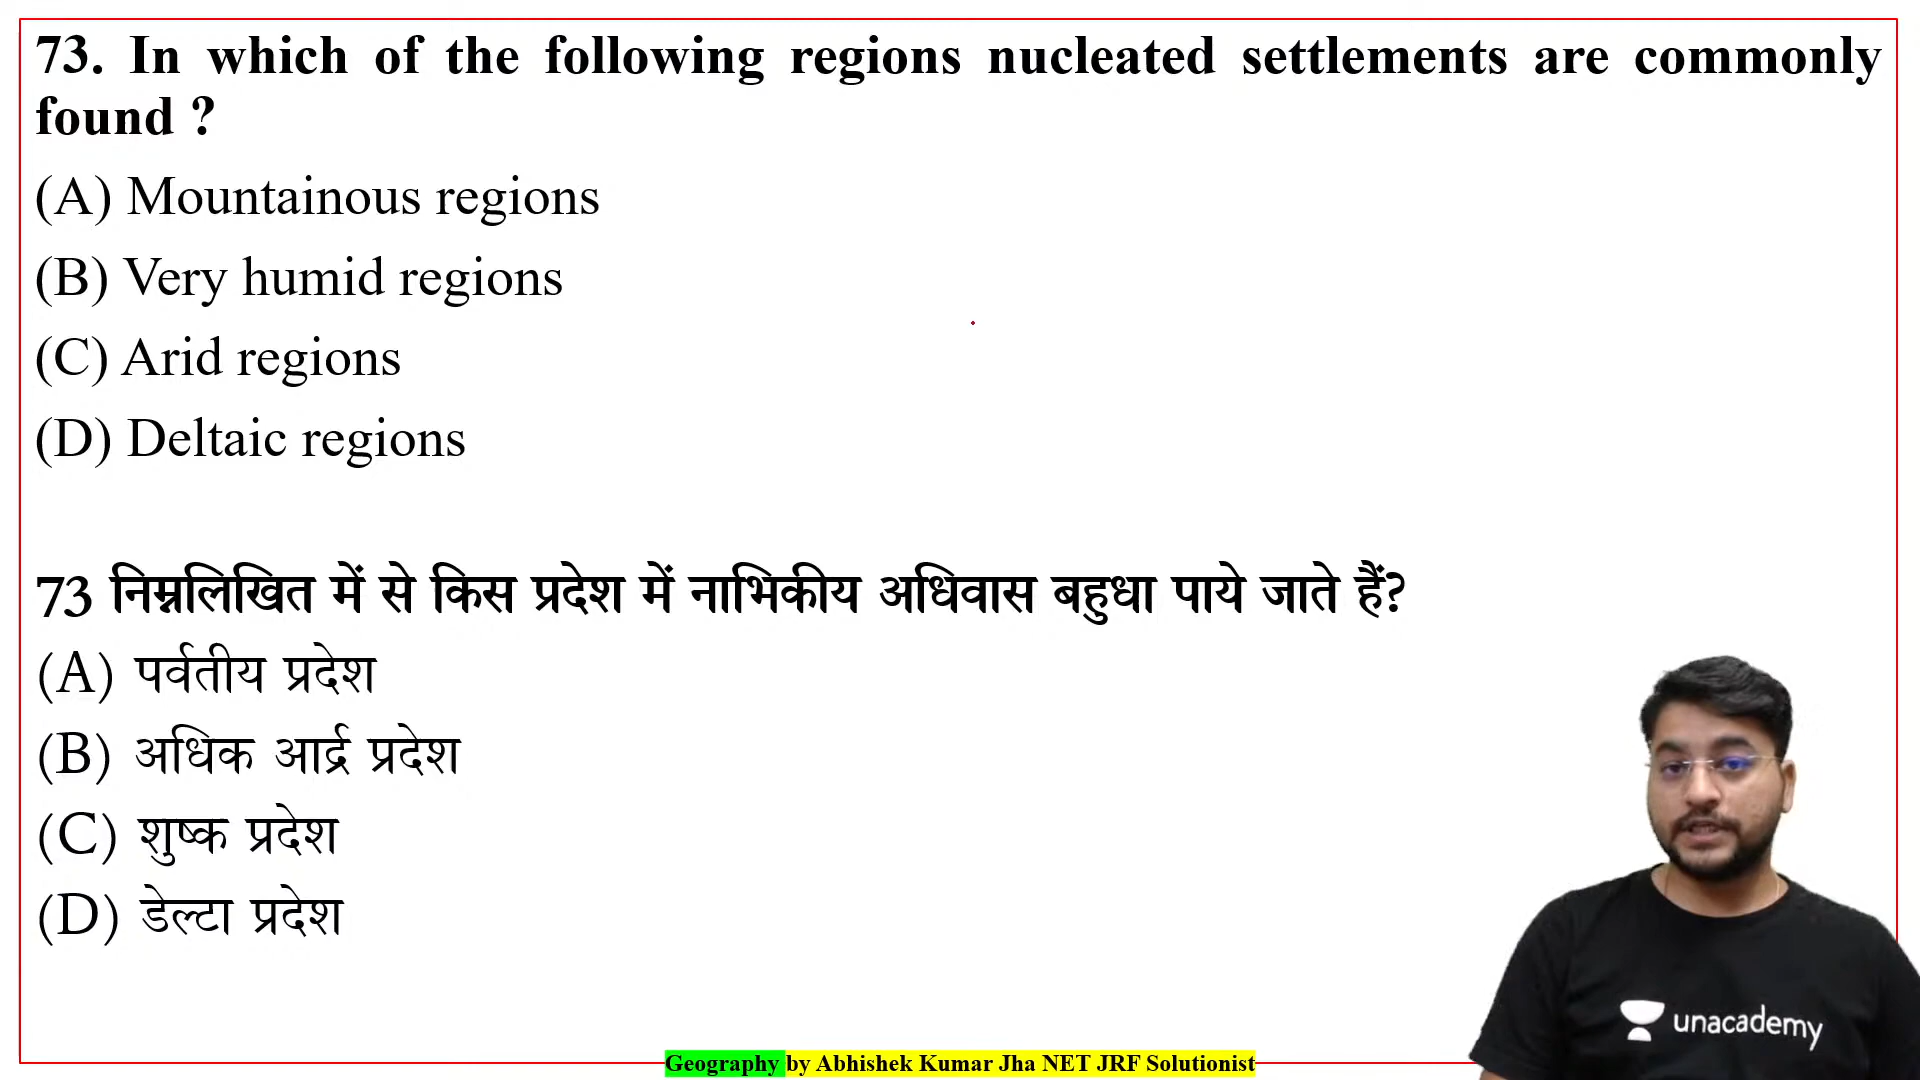 73. In which of the following regions nucleated settlements are commonly
found ?
(A) Mountainous regions
(B) Very humid regions
(C) Arid regions
(D) Deltaic regions
73 निम्नलिखित में से किस प्रदेश में नाभिकीय अधिवास बहुधा पाये जाते हैं?
(A) पर्वतीय प्रदेश
(B) अधिक आर्द्र प्रदेश
(C) शुष्क प्रदेश
(D) डेल्टा प्रदेश
unacademy
Geography by Abhishek Kumar Jha NET JRF Solutionist